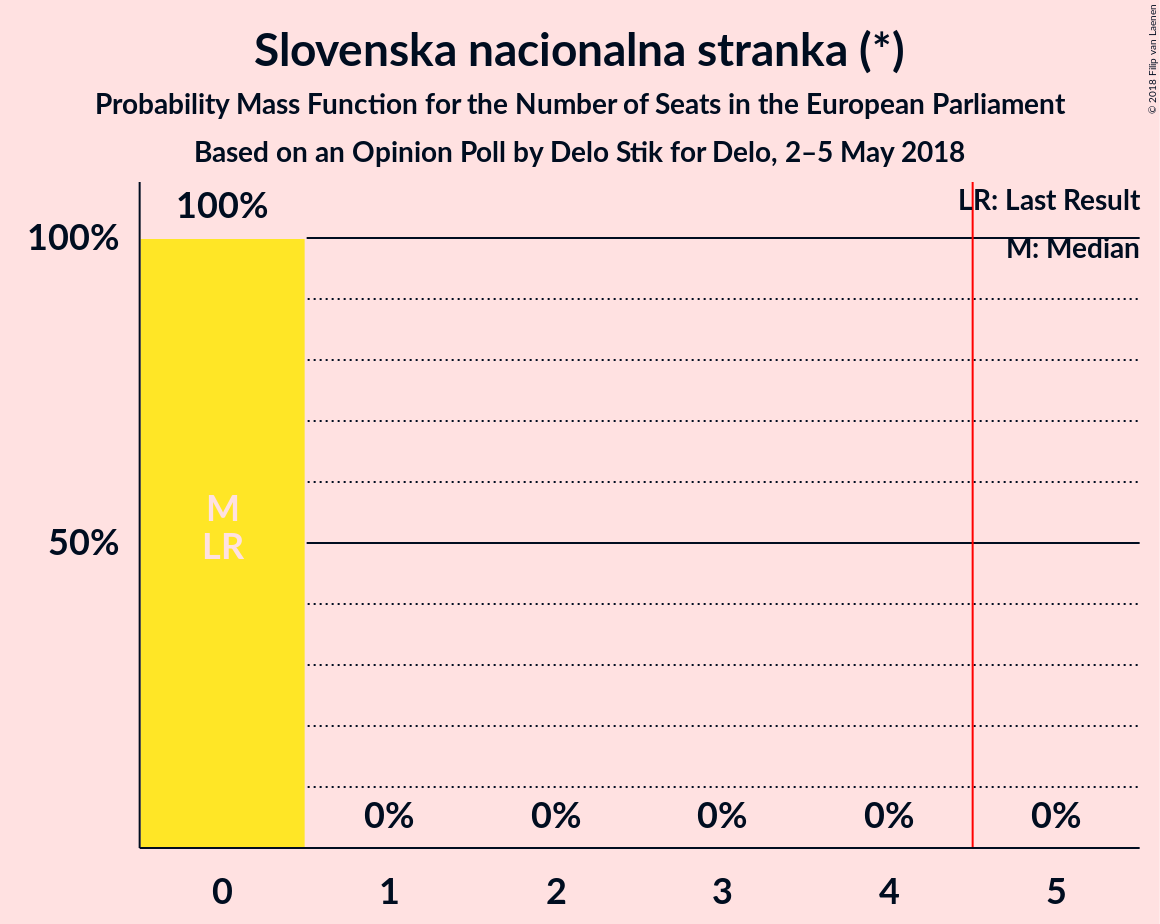 Slovenska nacionalna stranka (*)
Probability Mass Function for the Number of Seats in the European Parliament
Based on an Opinion Poll by Delo Stik for Delo, 2–5 May 2018
© 2018 Filip van Laenen
LR: Last Result
M: Median
100%
100%
50%
M
LR
0% 0% 0% 0% 0%
0 1 2 3 4 5